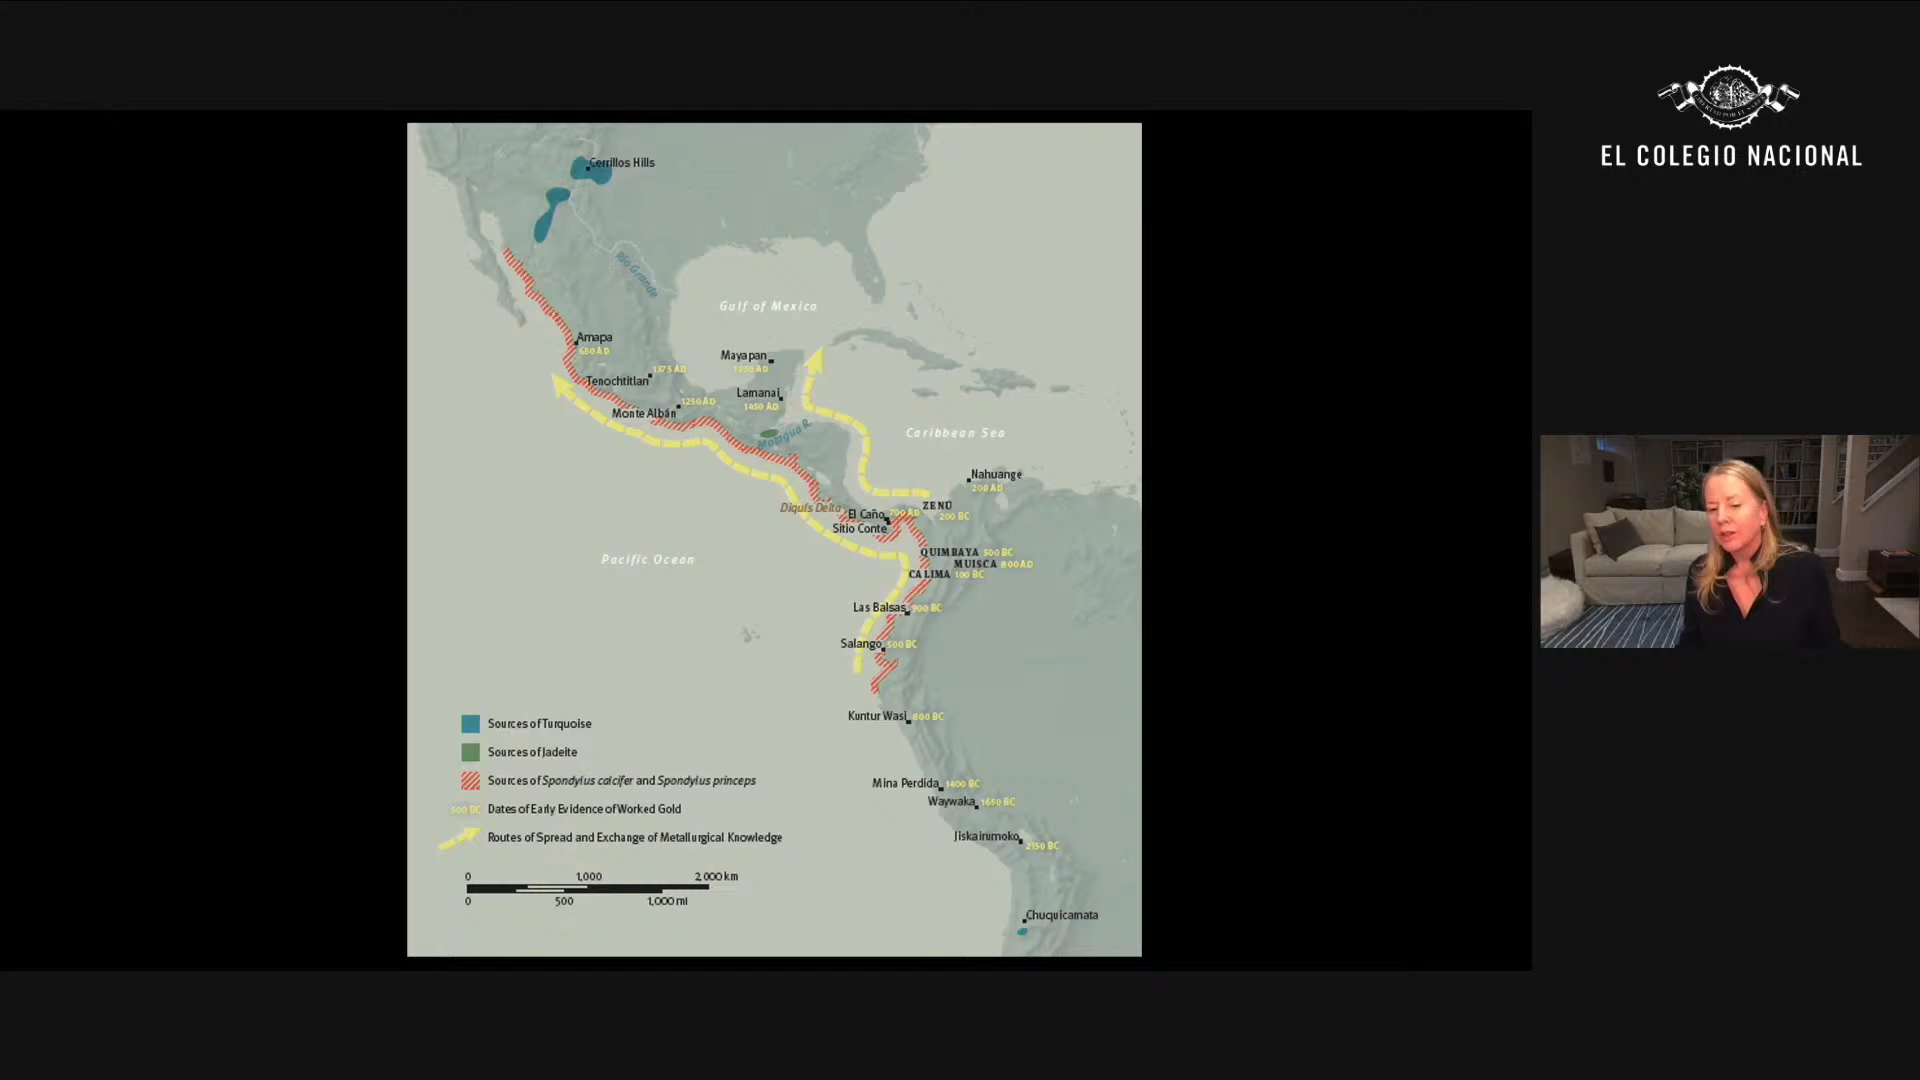 EL COLEGIO NACIONAL
Cerrillos Hills
Rio Grande
Gulf of Mexico
Amapa
650 AD
Mayapan
1050 AD
1375 AD
Tenochtitlan
Lamanai
1450 AD
1250 AD
Monte Albán
Motagua R.
Caribbean Sea
Nahuange
200 AD
ZENÚ
200 BC
Diquís Delta
El Caño
700 AD
Sitio Conte
Pacific Ocean
QUIMBAYA 500 BC
MUISCA 800 AD
CALIMA 100 BC
Las Balsas 900 BC
Salango 500 BC
Kuntur Wasi 800 BC
Mina Perdida 1400 BC
Waywaka 1650 BC
Jiskairumoko
2150 BC
Chuquicamata
Sources of Turquoise
Sources of Jadeite
Sources of Spondylus calcifer and Spondylus princeps
500 BC Dates of Early Evidence of Worked Gold
Routes of Spread and Exchange of Metallurgical Knowledge
0 1,000 2,000 km
0 500 1,000 mi